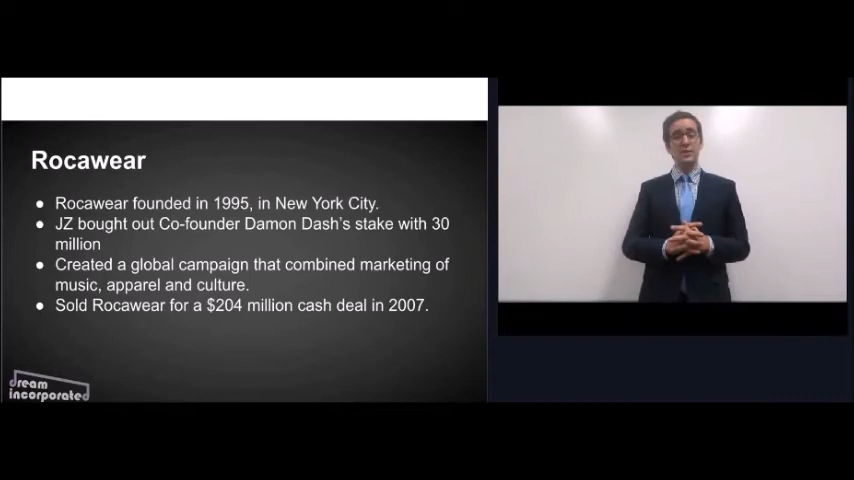 Rocawear
● Rocawear founded in 1995, in New York City.
● JZ bought out Co-founder Damon Dash's stake with 30
million
● Created a global campaign that combined marketing of
music, apparel and culture.
● Sold Rocawear for a $204 million cash deal in 2007.
dream
incorporated